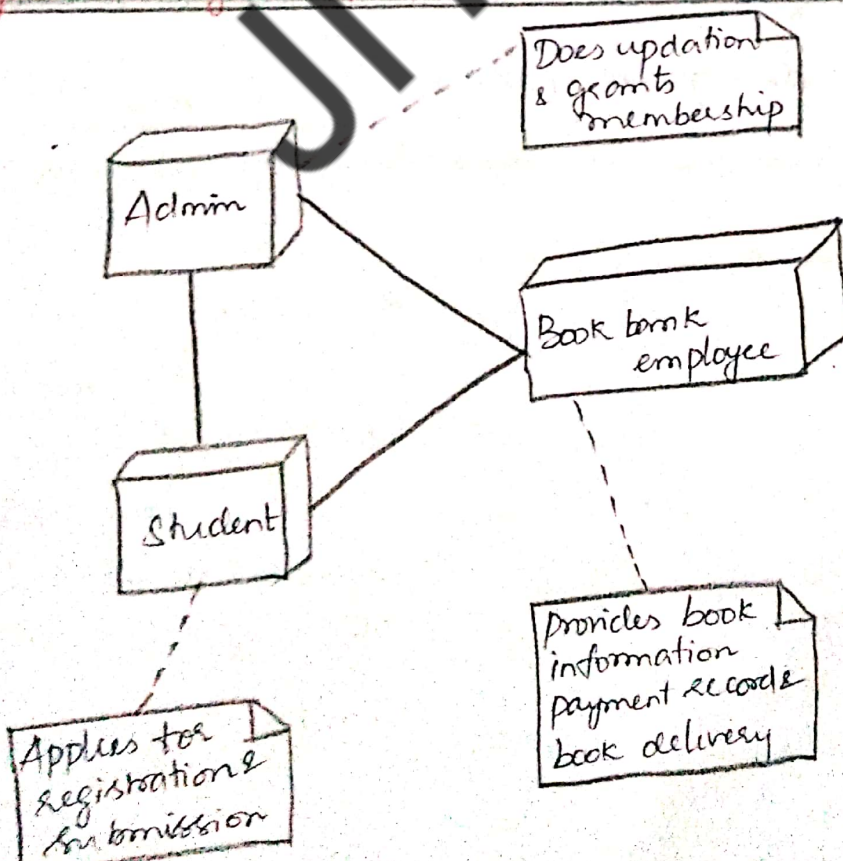 Does updation
& grants
membership
Admin
Book bank
employee
Student
Provides book
information
payment record &
book delivery
Applies for
registration &
submission